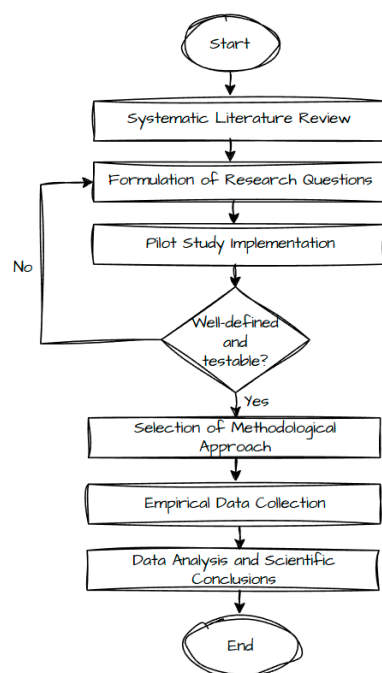 Start
Systematic Literature Review
Formulation of Research Questions
Pilot Study Implementation
No
Well-defined
and
testable?
Yes
Selection of Methodological
Approach
Empirical Data Collection
Data Analysis and Scientific
Conclusions
End